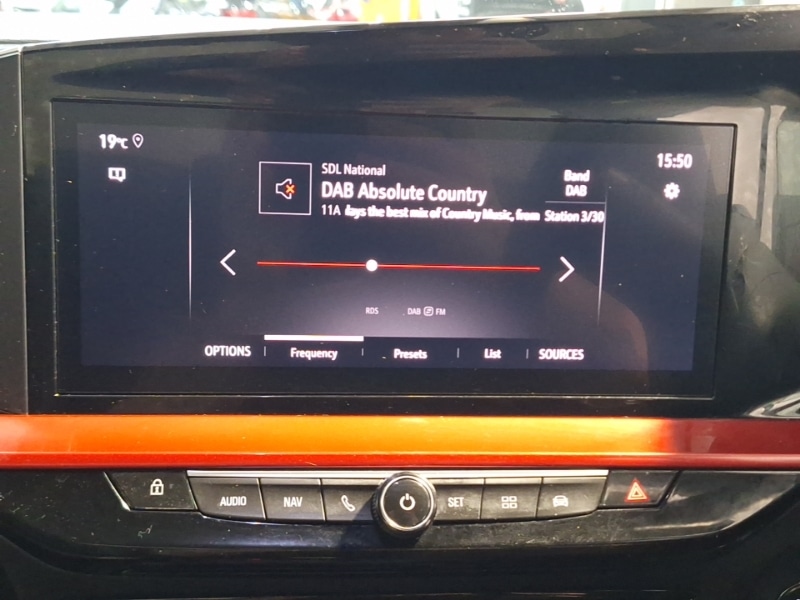 19°C
15:50
SDL National
DAB Absolute Country
11A days the best mix of Country Music, from
Band
DAB
Station 3/30
RDS
DAB FM
OPTIONS
Frequency
Presets
List
SOURCES
AUDIO
NAV
SET